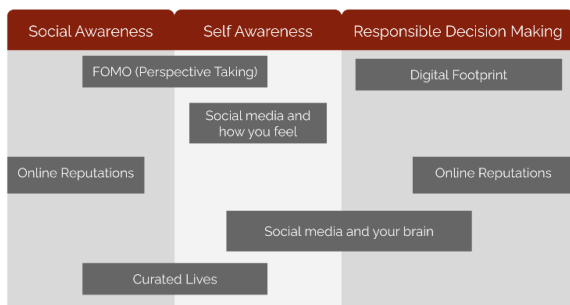 Social Awareness
Self Awareness
Responsible Decision Making
FOMO (Perspective Taking)
Digital Footprint
Social media and
how you feel
Online Reputations
Online Reputations
Social media and your brain
Curated Lives